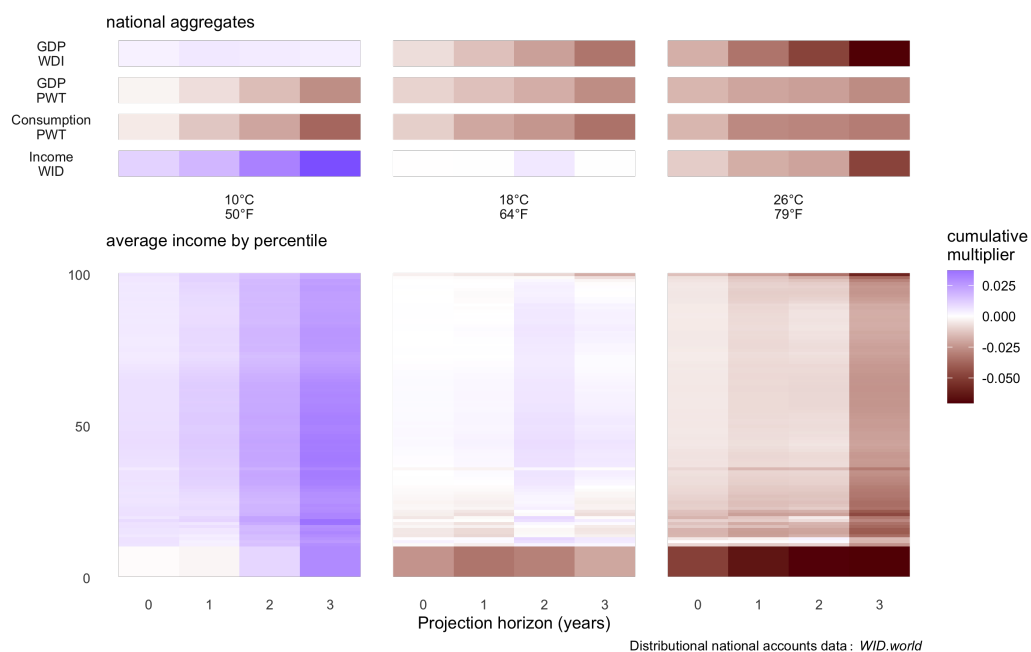 national aggregates
GDP
WDI
GDP
PWT
Consumption
PWT
Income
WID
10°C
50°F
18°C
64°F
26°C
79°F
average income by percentile
cumulative
multiplier
0.025
0.000
-0.025
-0.050
100
50
0
0 1 2 3 0 1 2 3 0 1 2 3
Projection horizon (years)
Distributional national accounts data : WID.world